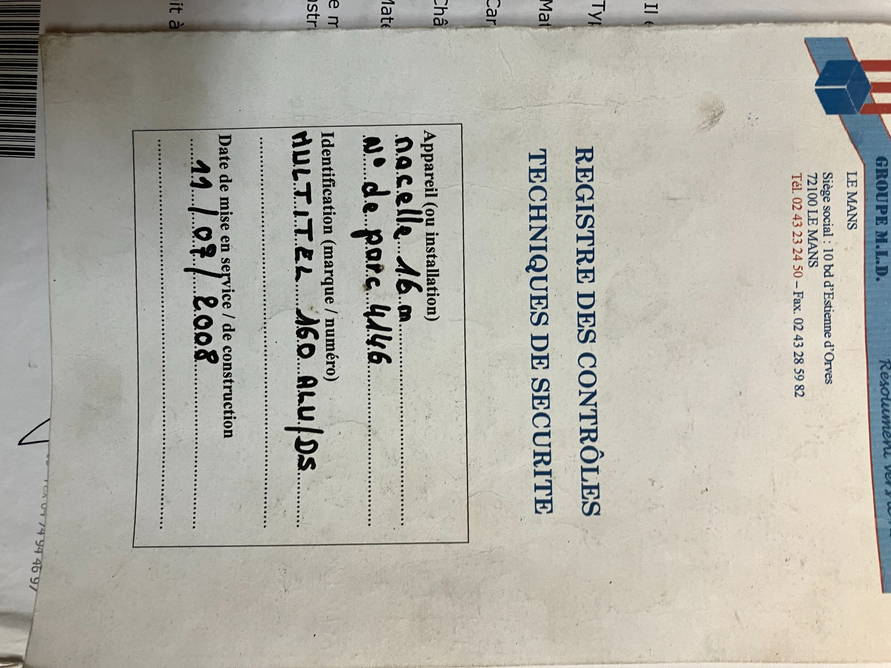 GROUPE M.L.D.
LE MANS
Siège social : 10 bd d'Estienne d'Orves
72100 LE MANS
Tél. 02 43 23 24 50 – Fax. 02 43 28 59 82
REGISTRE DES CONTRÔLES
TECHNIQUES DE SECURITE
Appareil (ou installation)
nacelle 16 m
N° de parc 4146
Identification (marque / numéro)
MULTITEL 160 ALU/DS
Date de mise en service / de construction
11/07/2008